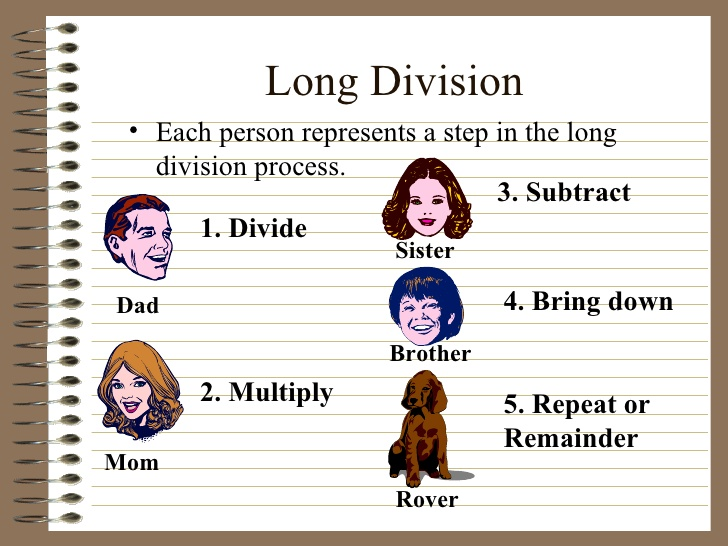 Long Division
• Each person represents a step in the long
division process.
1. Divide
Dad
2. Multiply
Mom
3. Subtract
Sister
4. Bring down
Brother
5. Repeat or
Remainder
Rover